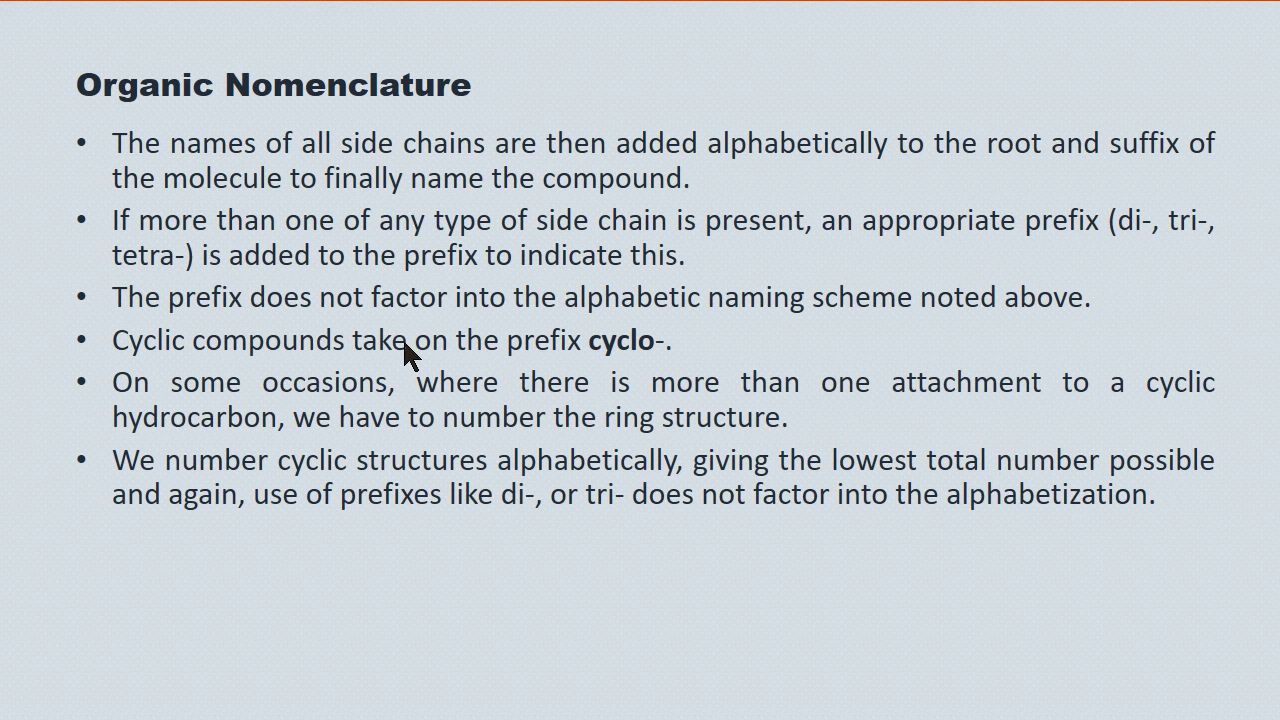 Organic Nomenclature
• The names of all side chains are then added alphabetically to the root and suffix of
the molecule to finally name the compound.
• If more than one of any type of side chain is present, an appropriate prefix (di-, tri-,
tetra-) is added to the prefix to indicate this.
• The prefix does not factor into the alphabetic naming scheme noted above.
• Cyclic compounds take on the prefix cyclo-.
• On some occasions, where there is more than one attachment to a cyclic
hydrocarbon, we have to number the ring structure.
• We number cyclic structures alphabetically, giving the lowest total number possible
and again, use of prefixes like di-, or tri- does not factor into the alphabetization.